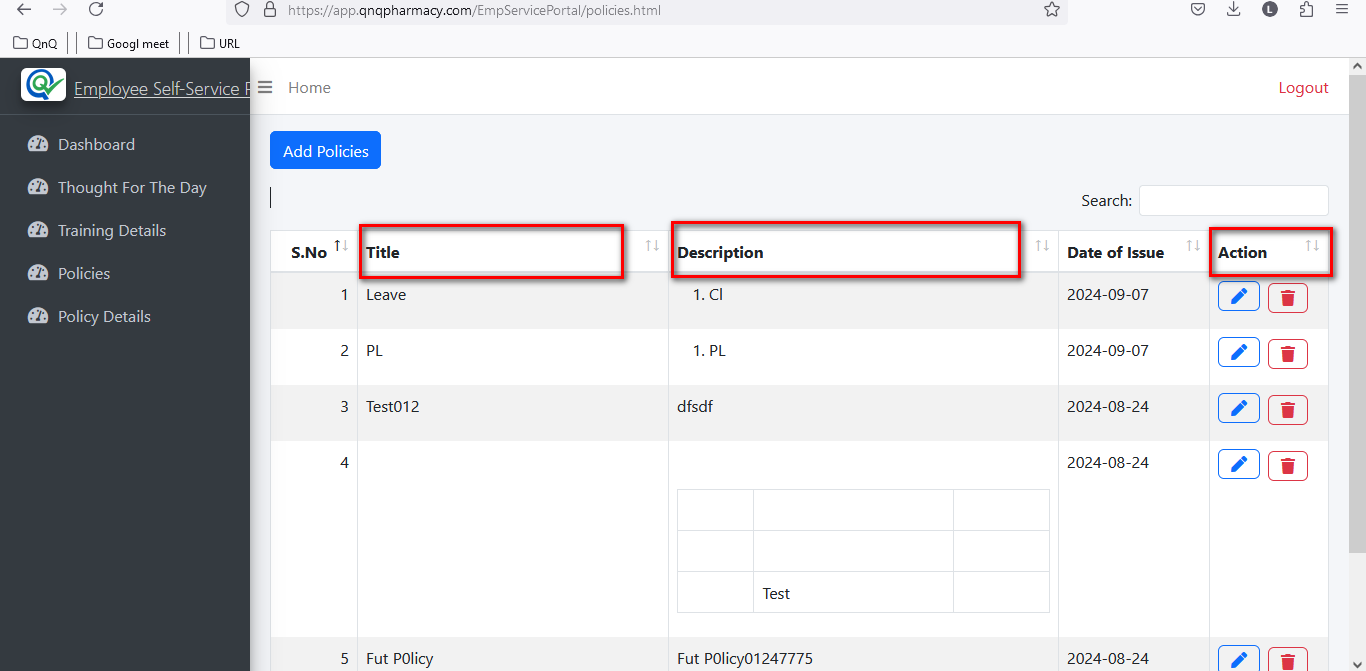 https://app.qnqpharmacy.com/EmpServicePortal/policies.html
L
QnQ
Googl meet
URL
Employee Self-Service
Home
Logout
Dashboard
Thought For The Day
Training Details
Policies
Policy Details
Add Policies
Search:
S.No Title Description Date of Issue Action
1 Leave 1. Cl 2024-09-07
2 PL 1. PL 2024-09-07
3 Test012 dfsdf 2024-08-24
4 2024-08-24
Test
5 Fut P0licy Fut P0licy01247775 2024-08-24